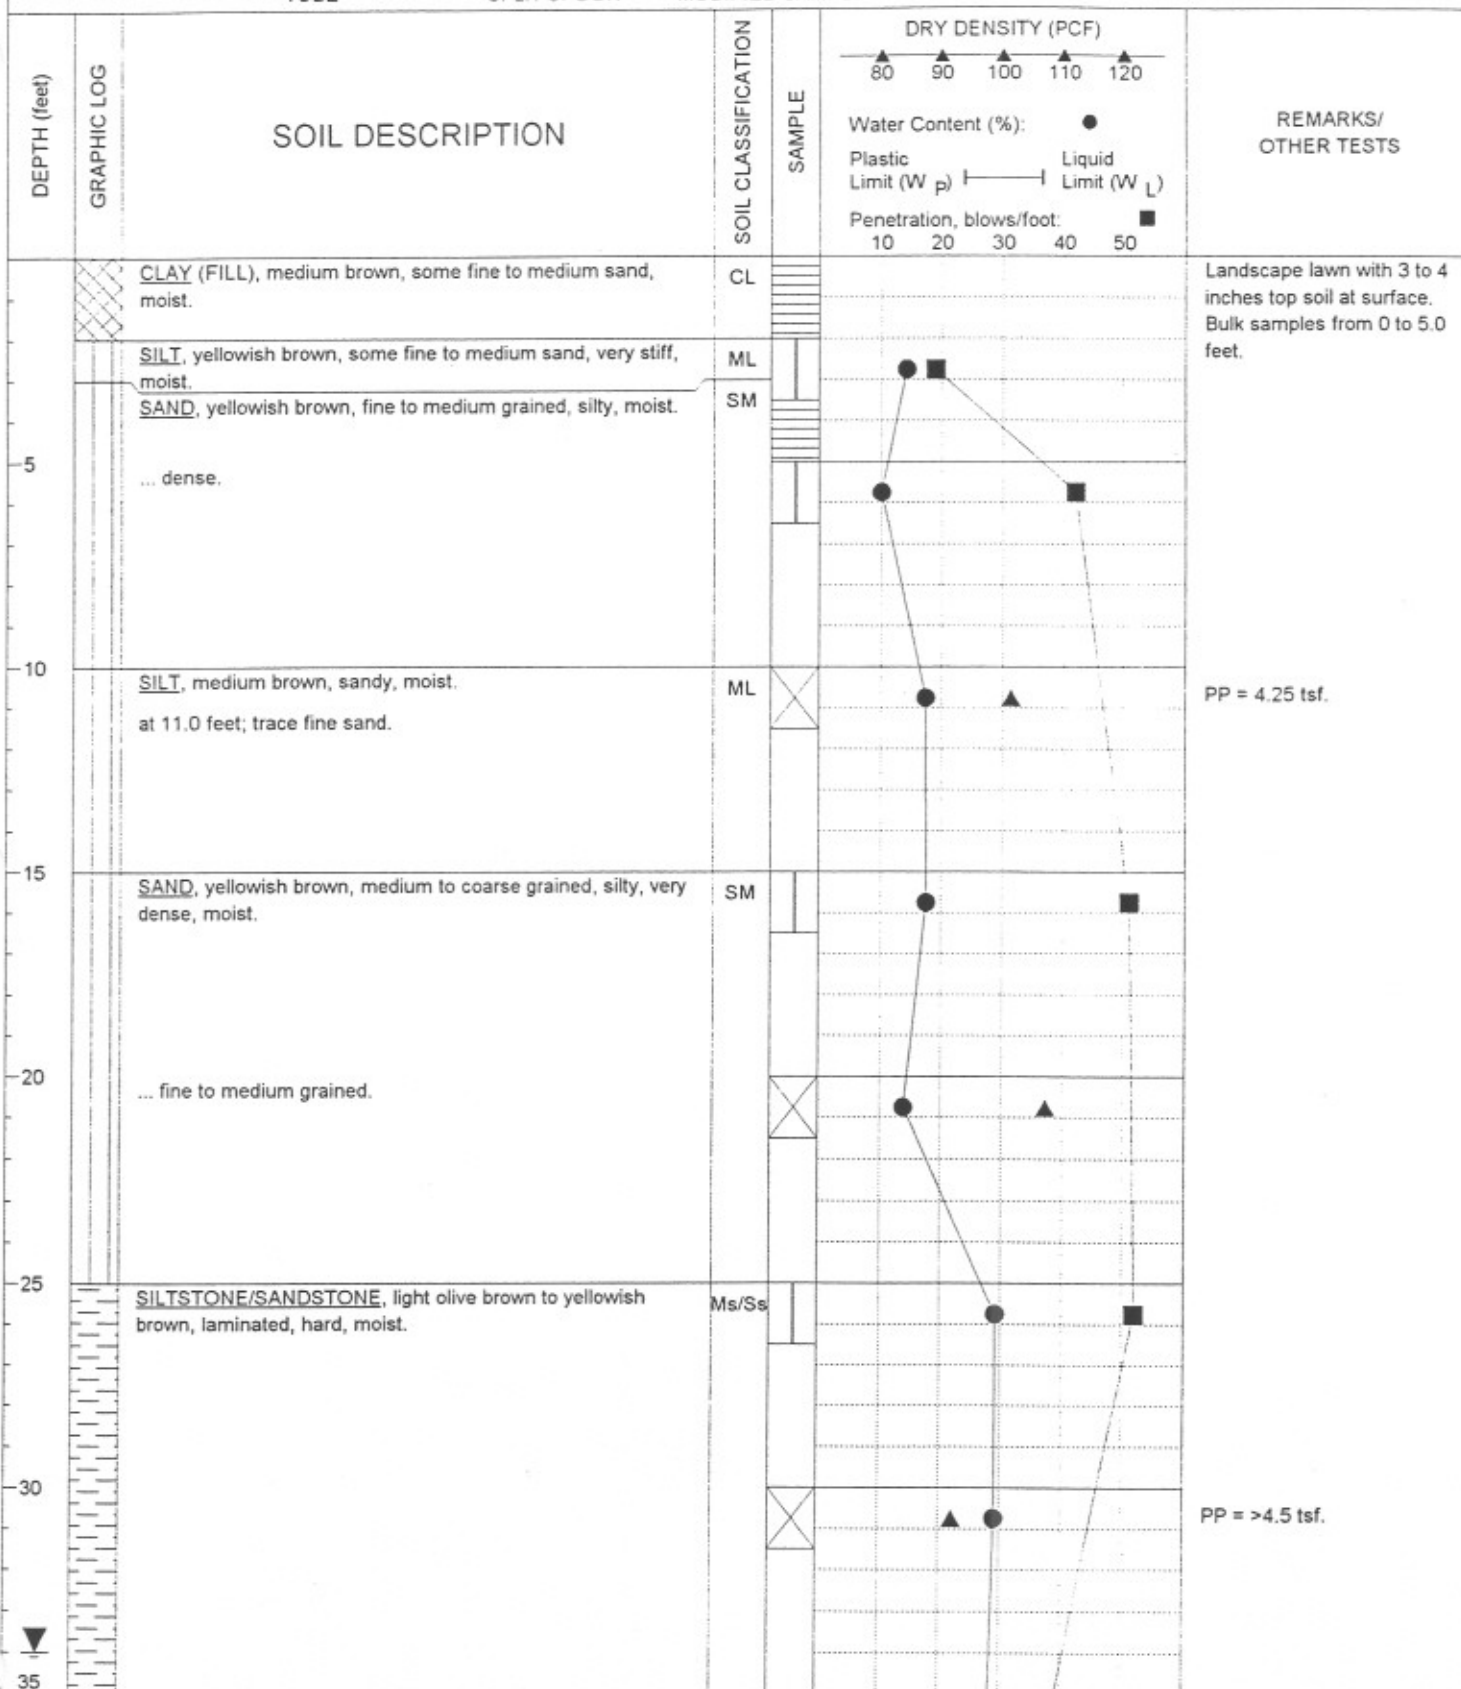 DRY DENSITY (PCF)
80 90 100 110 120
DEPTH (feet)
GRAPHIC LOG
SOIL DESCRIPTION
SOIL CLASSIFICATION
SAMPLE
Water Content (%):
Plastic Liquid
Limit (W P) Limit (W L)
Penetration, blows/foot:
10 20 30 40 50
REMARKS/
OTHER TESTS
CLAY (FILL), medium brown, some fine to medium sand,
moist.
CL
Landscape lawn with 3 to 4
inches top soil at surface.
Bulk samples from 0 to 5.0
feet.
SILT, yellowish brown, some fine to medium sand, very stiff,
moist.
ML
SAND, yellowish brown, fine to medium grained, silty, moist.
SM
5
... dense.
10
SILT, medium brown, sandy, moist.
ML
PP = 4.25 tsf.
at 11.0 feet; trace fine sand.
15
SAND, yellowish brown, medium to coarse grained, silty, very
dense, moist.
SM
20
... fine to medium grained.
25
SILTSTONE/SANDSTONE, light olive brown to yellowish
brown, laminated, hard, moist.
Ms/Ss
30
PP = >4.5 tsf.
35